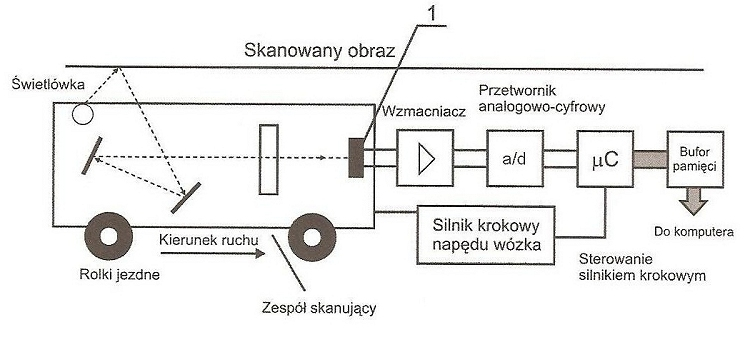 1
Skanowany obraz
Świetlówka
Wzmacniacz
Przetwornik
analogowo-cyfrowy
a/d
µC
Bufor
pamięci
Do komputera
Silnik krokowy
napędu wózka
Sterowanie
silnikiem krokowym
Kierunek ruchu
Rolki jezdne
Zespół skanujący